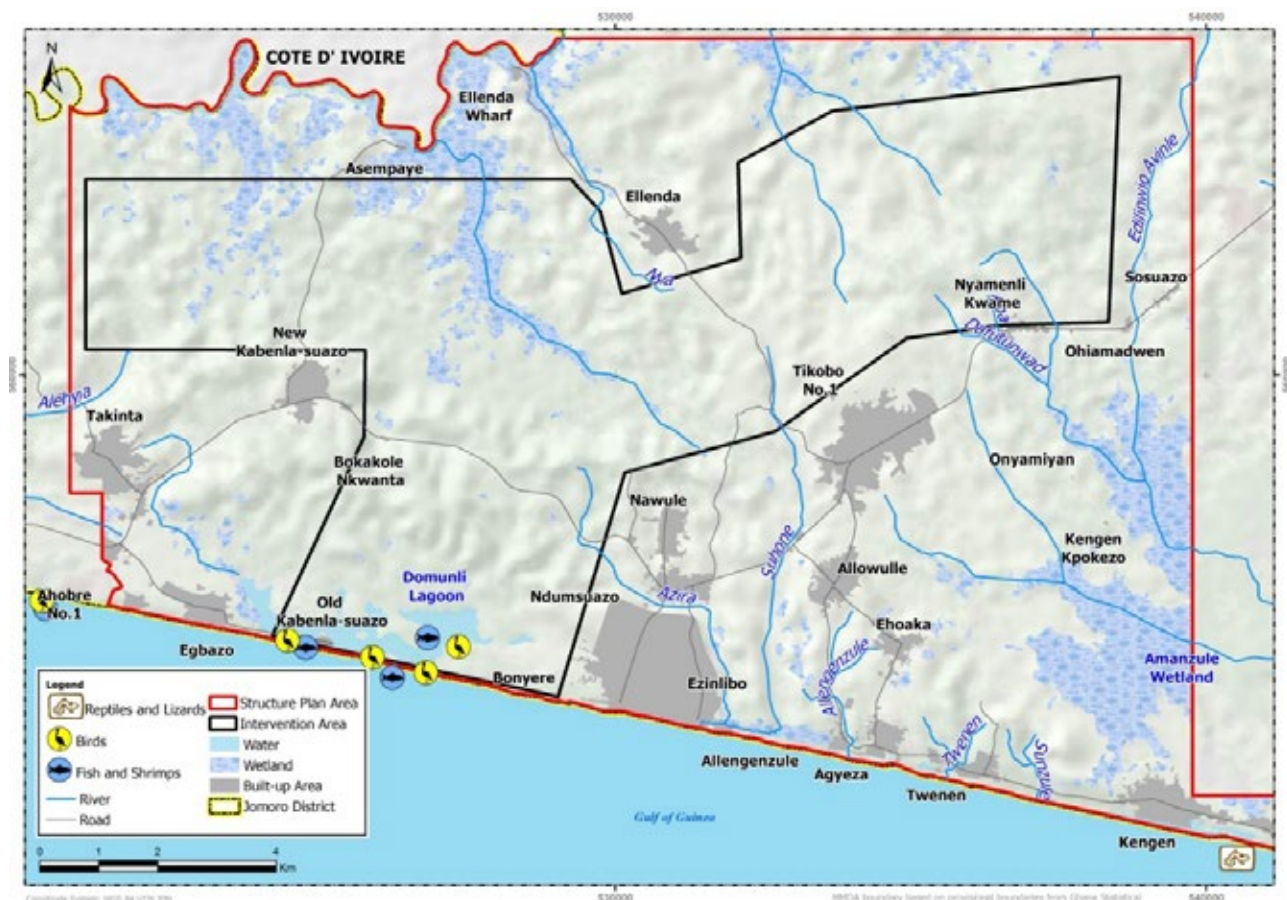 530000
540000
N
COTE D' IVOIRE
Ellenda
Wharf
Asempaye
Ellenda
Edilinwio Avinle
Nyamenli
Kwame
Sosuazo
New
Kabenla-suazo
Ohiamadwen
Tikobo
No.1
Alehyia
Takinta
Bokakole
Nkwanta
Onyamiyan
Nawule
Suhone
Kengen
Kpokezo
Domunli
Lagoon
Allowulle
Ahobre
No.1
Old
Kabenla-suazo
Ndumsuazo
Azira
Ehoaka
Egbazo
Allengenzule
Amanzule
Wetland
Bonyere
Ezinlibo
Twenen
Sunzule
Allengenzule
Agyeza
Twenen
Kengen
Gulf of Guinea
Legend
Reptiles and Lizards
Birds
Fish and Shrimps
River
Road
Structure Plan Area
Intervention Area
Water
Wetland
Built-up Area
Jomoro District
0 1 2 4
Km
530000
540000